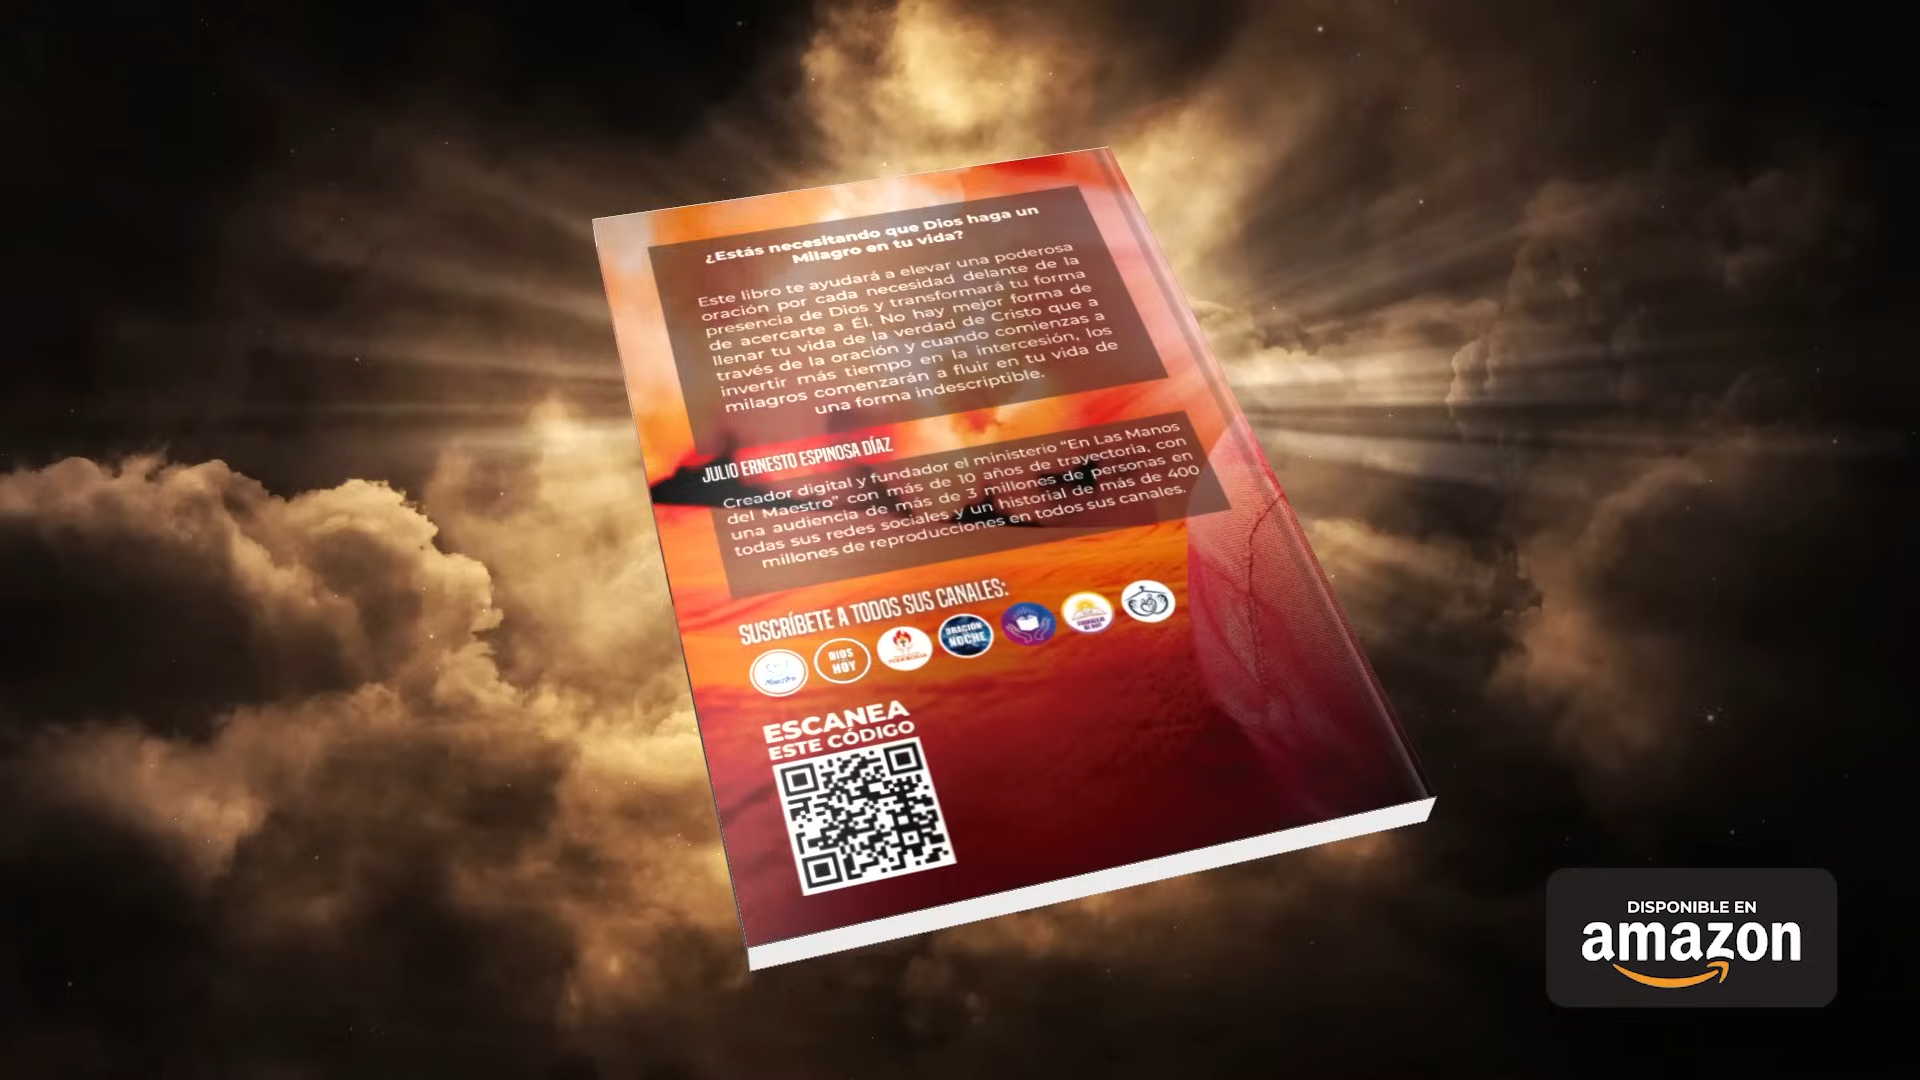 ¿Estás necesitando que Dios haga un
Milagro en tu vida?
Este libro te ayudará a elevar una poderosa
oración por cada necesidad delante de la
presencia de Dios y transformará tu forma
de acercarte a Él. No hay mejor forma de
llenar tu vida de la verdad de Cristo que a
través de la oración y cuando comienzas a
invertir más tiempo en la intercesión, los
milagros comenzarán a fluir en tu vida de
una forma indescriptible.
JULIO ERNESTO ESPINOSA DÍAZ
Creador digital y fundador el ministerio "En Las Manos
del Maestro" con más de 10 años de trayectoria, con
una audiencia de más de 3 millones de personas en
todas sus redes sociales y un historial de más de 400
millones de reproducciones en todos sus canales.
SUSCRÍBETE A TODOS SUS CANALES:
Maestro
DIOS
HOY
ORACIÓN
NOCHE
ESCANEA
ESTE CÓDIGO
DISPONIBLE EN
amazon